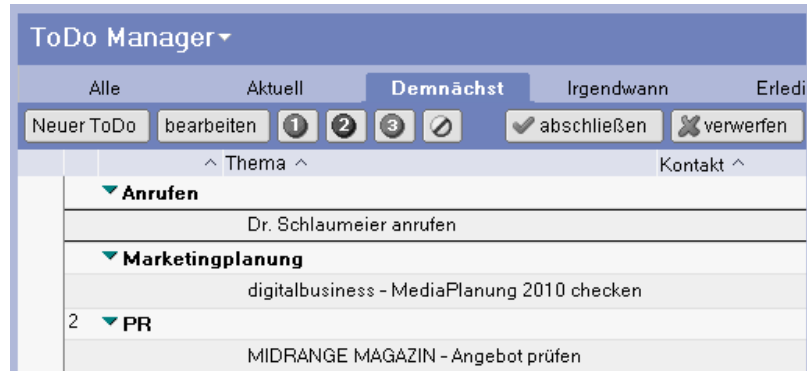 ToDo Manager
Alle Aktuell Demnächst Irgendwann Erledi
Neuer ToDo bearbeiten 1 2 3 abschließen verwerfen
^ Thema ^ Kontakt ^
Anrufen
Dr. Schlaumeier anrufen
Marketingplanung
digitalbusiness - MediaPlanung 2010 checken
2 PR
MIDRANGE MAGAZIN - Angebot prüfen